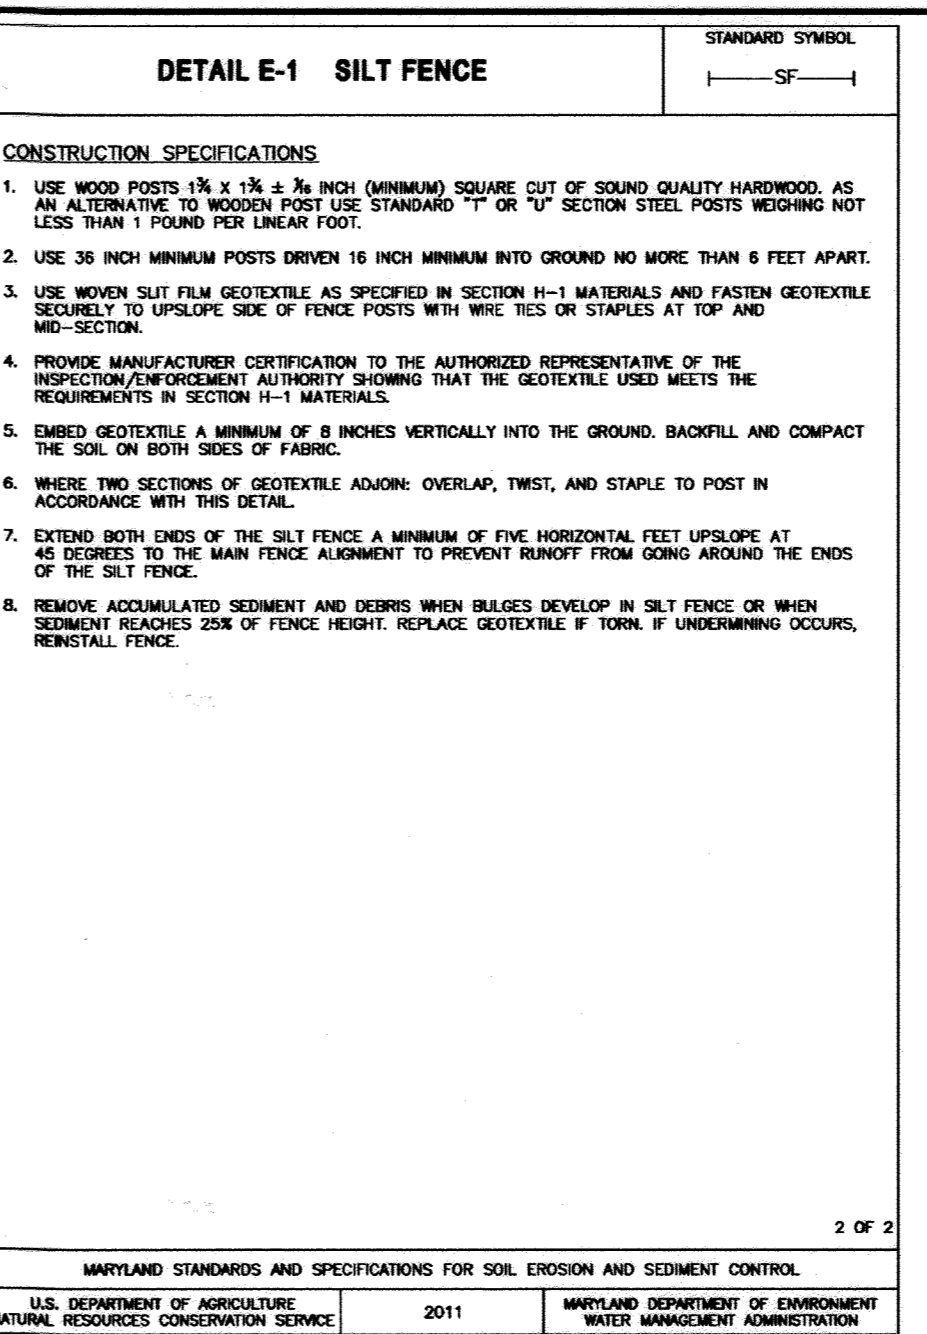 DETAIL E-1 SILT FENCE
STANDARD SYMBOL
SF
CONSTRUCTION SPECIFICATIONS
1. USE WOOD POSTS 1¾ X 1¾ ± 1/16 INCH (MINIMUM) SQUARE CUT OF SOUND QUALITY HARDWOOD. AS
AN ALTERNATIVE TO WOODEN POST USE STANDARD "T" OR "U" SECTION STEEL POSTS WEIGHING NOT
LESS THAN 1 POUND PER LINEAR FOOT.
2. USE 36 INCH MINIMUM POSTS DRIVEN 16 INCH MINIMUM INTO GROUND NO MORE THAN 6 FEET APART.
3. USE WOVEN SLIT FILM GEOTEXTILE AS SPECIFIED IN SECTION H-1 MATERIALS AND FASTEN GEOTEXTILE
SECURELY TO UPSLOPE SIDE OF FENCE POSTS WITH WIRE TIES OR STAPLES AT TOP AND
MID-SECTION.
4. PROVIDE MANUFACTURER CERTIFICATION TO THE AUTHORIZED REPRESENTATIVE OF THE
INSPECTION/ENFORCEMENT AUTHORITY SHOWING THAT THE GEOTEXTILE USED MEETS THE
REQUIREMENTS IN SECTION H-1 MATERIALS.
5. EMBED GEOTEXTILE A MINIMUM OF 8 INCHES VERTICALLY INTO THE GROUND. BACKFILL AND COMPACT
THE SOIL ON BOTH SIDES OF FABRIC.
6. WHERE TWO SECTIONS OF GEOTEXTILE ADJOIN: OVERLAP, TWIST, AND STAPLE TO POST IN
ACCORDANCE WITH THIS DETAIL.
7. EXTEND BOTH ENDS OF THE SILT FENCE A MINIMUM OF FIVE HORIZONTAL FEET UPSLOPE AT
45 DEGREES TO THE MAIN FENCE ALIGNMENT TO PREVENT RUNOFF FROM GOING AROUND THE ENDS
OF THE SILT FENCE.
8. REMOVE ACCUMULATED SEDIMENT AND DEBRIS WHEN BULGES DEVELOP IN SILT FENCE OR WHEN
SEDIMENT REACHES 25% OF FENCE HEIGHT. REPLACE GEOTEXTILE IF TORN. IF UNDERMINING OCCURS,
REINSTALL FENCE.
2 OF 2
MARYLAND STANDARDS AND SPECIFICATIONS FOR SOIL EROSION AND SEDIMENT CONTROL
U.S. DEPARTMENT OF AGRICULTURE
ATURAL RESOURCES CONSERVATION SERVICE
2011
MARYLAND DEPARTMENT OF ENVIRONMENT
WATER MANAGEMENT ADMINISTRATION